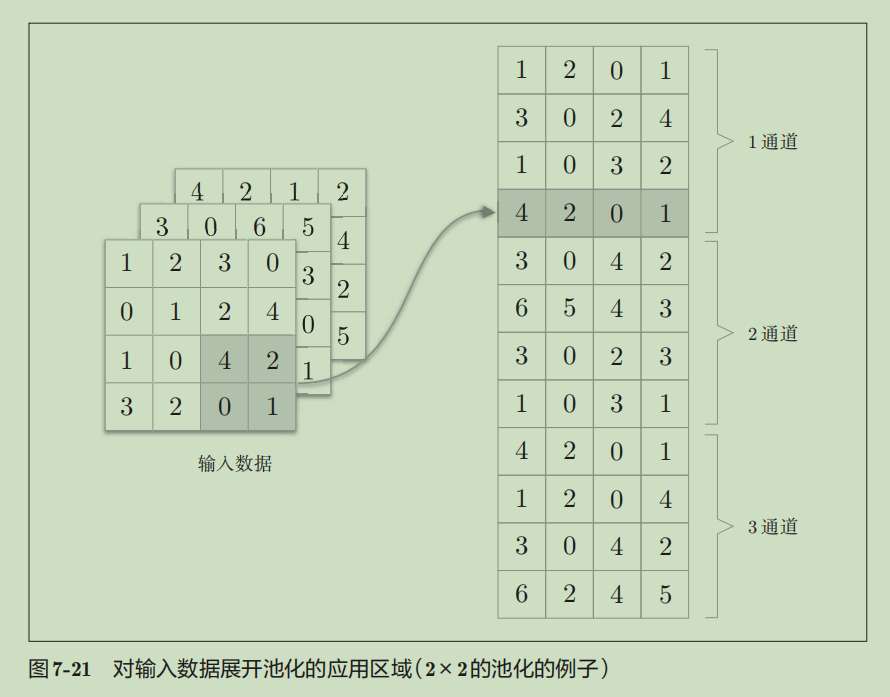 4 2 1 2
3 0 6 5
4
1 2 3 0
3
2
0 1 2 4
0
5
1 0 4 2
1
3 2 0 1
输入数据
1 2 0 1
3 0 2 4
1 0 3 2
4 2 0 1
3 0 4 2
6 5 4 3
3 0 2 3
1 0 3 1
4 2 0 1
1 2 0 4
3 0 4 2
6 2 4 5
1 通道
2 通道
3 通道
图 7-21 对输入数据展开池化的应用区域（2×2 的池化的例子）